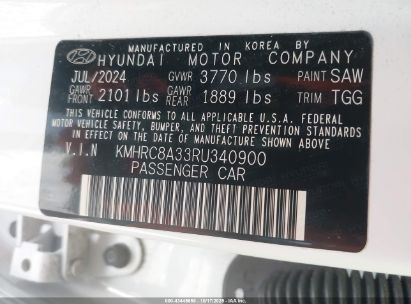 MANUFACTURED IN KOREA BY
HYUNDAI MOTOR COMPANY
JUL/2024 GVWR 3770 lbs PAINT SAW
GAWR FRONT 2101 lbs GAWR REAR 1889 lbs TRIM TGG
THIS VEHICLE CONFORMS TO ALL APPLICABLE U.S.A. FEDERAL MOTOR VEHICLE
SAFETY, BUMPER, AND THEFT PREVENTION STANDARDS IN EFFECT ON THE DATE OF
MANUFACTURE SHOWN ABOVE.
V.I.N KMHRC8A33RU340900
PASSENGER CAR